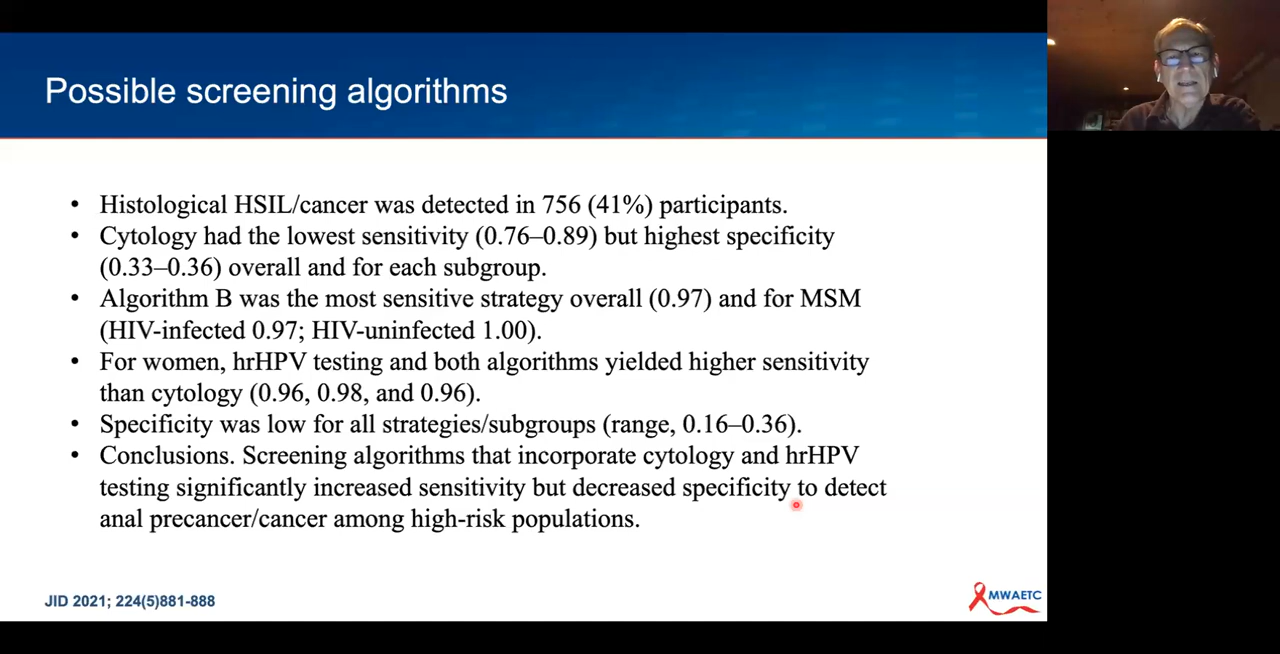 Possible screening algorithms
• Histological HSIL/cancer was detected in 756 (41%) participants.
• Cytology had the lowest sensitivity (0.76–0.89) but highest specificity
(0.33–0.36) overall and for each subgroup.
• Algorithm B was the most sensitive strategy overall (0.97) and for MSM
(HIV-infected 0.97; HIV-uninfected 1.00).
• For women, hrHPV testing and both algorithms yielded higher sensitivity
than cytology (0.96, 0.98, and 0.96).
• Specificity was low for all strategies/subgroups (range, 0.16–0.36).
• Conclusions. Screening algorithms that incorporate cytology and hrHPV
testing significantly increased sensitivity but decreased specificity to detect
anal precancer/cancer among high-risk populations.
JID 2021; 224(5)881-888
MWAETC